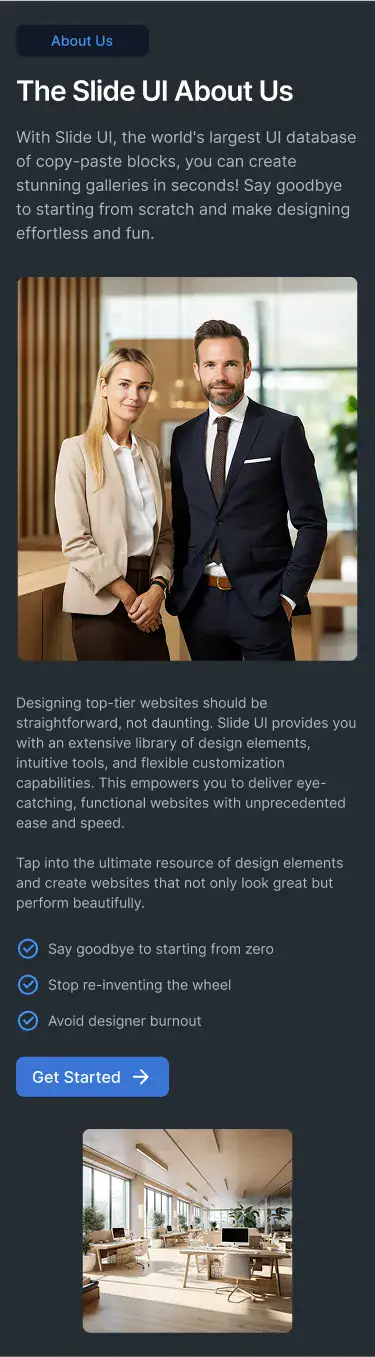 About Us
The Slide UI About Us
With Slide UI, the world's largest UI database
of copy-paste blocks, you can create
stunning galleries in seconds! Say goodbye
to starting from scratch and make designing
effortless and fun.
Designing top-tier websites should be
straightforward, not daunting. Slide UI provides you
with an extensive library of design elements,
intuitive tools, and flexible customization
capabilities. This empowers you to deliver eye-
catching, functional websites with unprecedented
ease and speed.
Tap into the ultimate resource of design elements
and create websites that not only look great but
perform beautifully.
Say goodbye to starting from zero
Stop re-inventing the wheel
Avoid designer burnout
Get Started